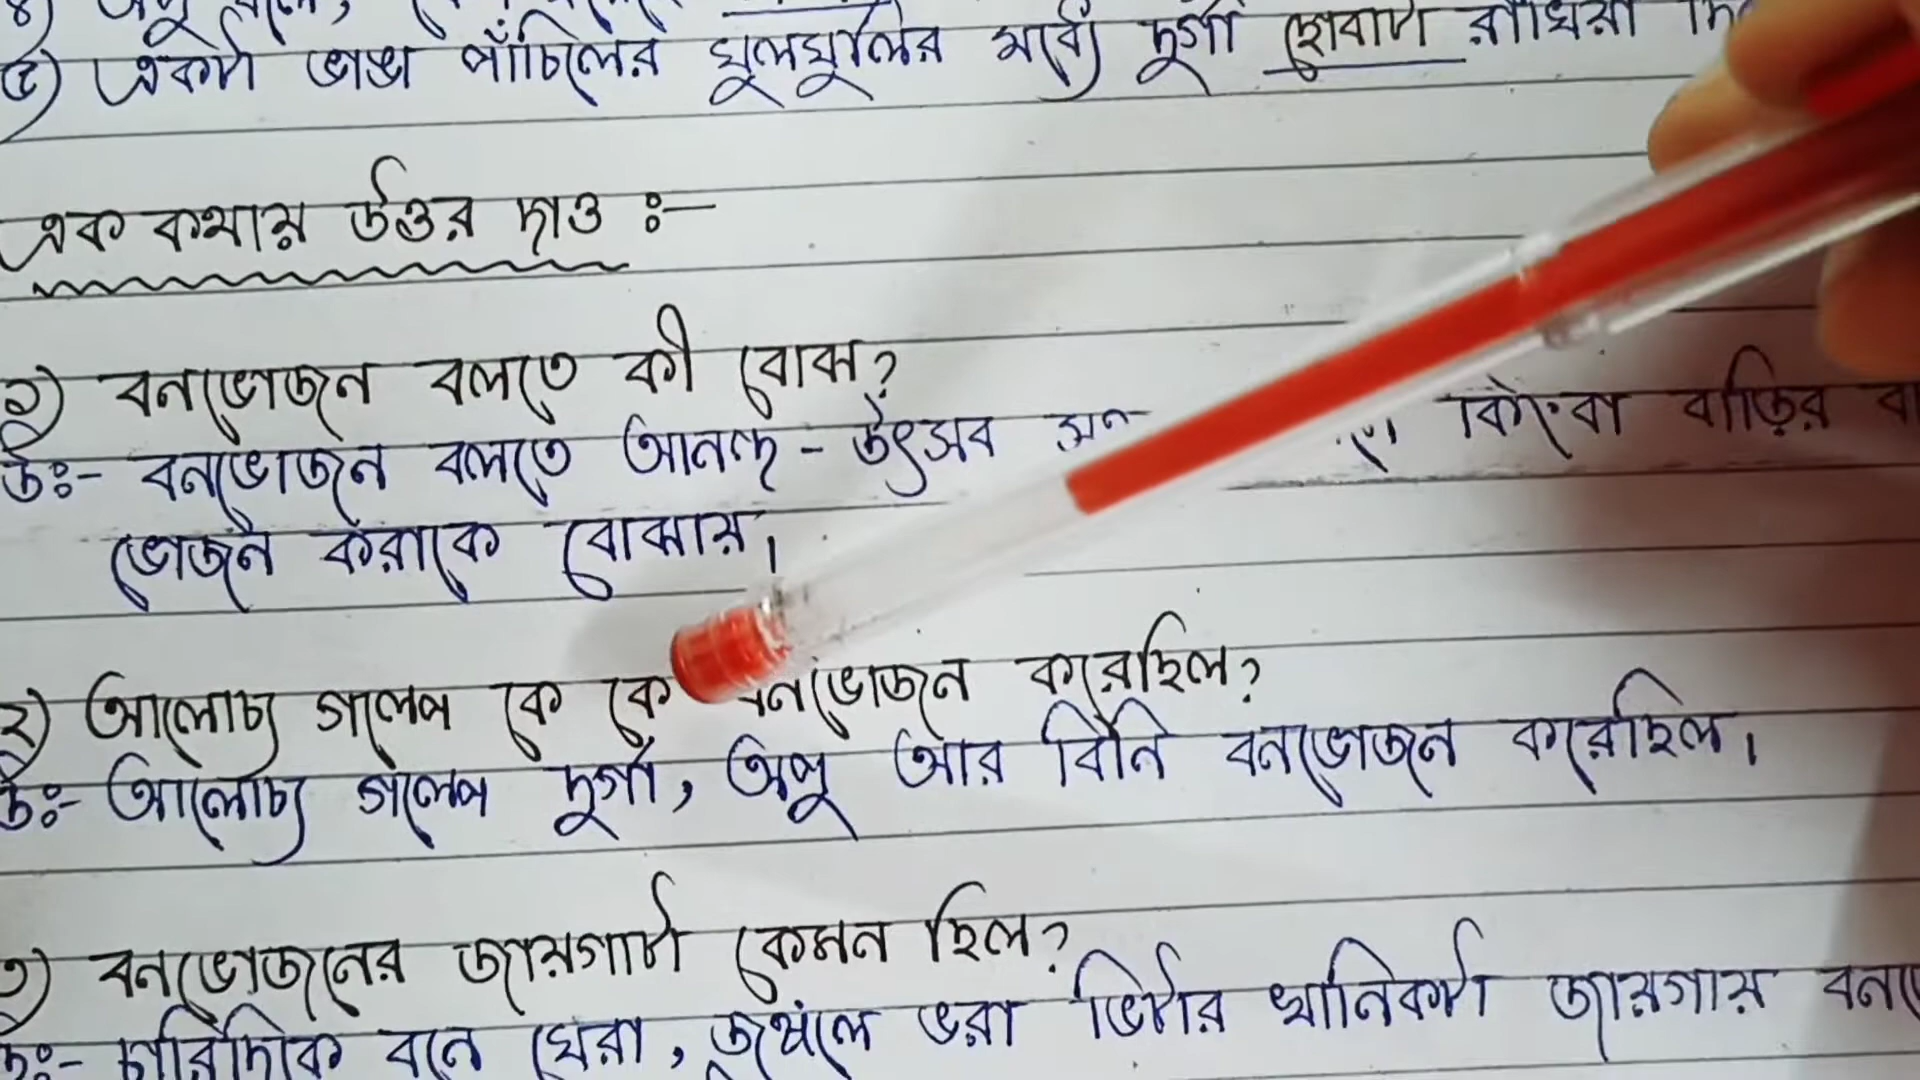 ৫) একটা ভাঙা পাঁচিলের ঘুলঘুলির মধ্যে দুর্গা কৌটাটা রাখিয়া
এক কথায় উত্তর দাও ঃ—
১) বনভোজন বলতে কী বোঝ?
উঃ- বনভোজন বলতে আনন্দ - উৎসব কিংবা বাড়ির
ভোজন করাকে বোঝায়।
২) আলোচ্য গল্পে কে কে বনভোজন করেছিল?
উঃ- আলোচ্য গল্পে দুর্গা, অপু আর বিনি বনভোজন করেছিল।
৩) বনভোজনের জায়গাটা কেমন ছিল?
উঃ- চারিদিকে বনে ঘেরা, জঙ্গলে ভরা ভিটার খানিকটা জায়গায়